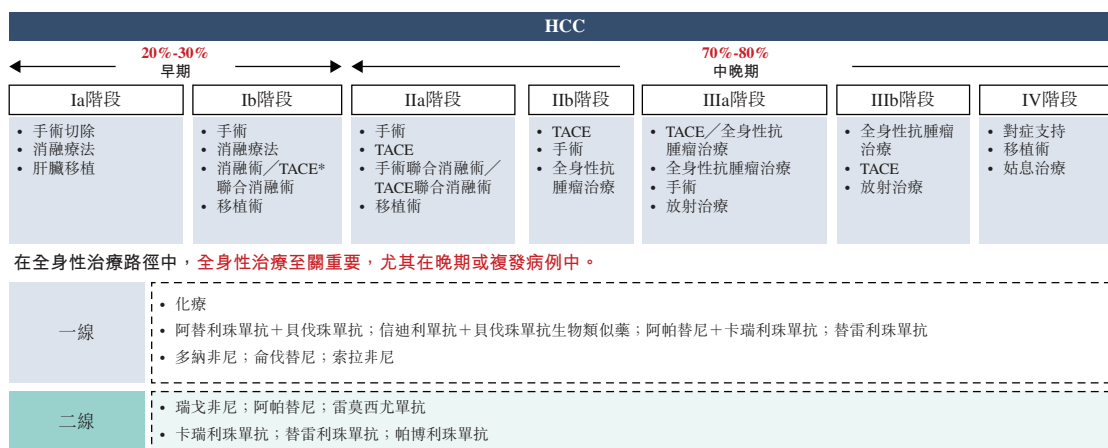 HCC
20%-30%
早期
70%-80%
中晚期
Ia階段
• 手術切除
• 消融療法
• 肝臟移植
Ib階段
• 手術
• 消融療法
• 消融術／TACE*
聯合消融術
• 移植術
IIa階段
• 手術
• TACE
• 手術聯合消融術／
TACE聯合消融術
• 移植術
IIb階段
• TACE
• 手術
• 全身性抗
腫瘤治療
IIIa階段
• TACE／全身性抗
腫瘤治療
• 全身性抗腫瘤治療
• 手術
• 放射治療
IIIb階段
• 全身性抗腫瘤
治療
• TACE
• 放射治療
IV階段
• 對症支持
• 移植術
• 姑息治療
在全身性治療路徑中，全身性治療至關重要，尤其在晚期或複發病例中。
一線
• 化療
• 阿替利珠單抗＋貝伐珠單抗；信迪利單抗＋貝伐珠單抗生物類似藥；阿帕替尼＋卡瑞利珠單抗；替雷利珠單抗
• 多納非尼；侖伐替尼；索拉非尼
二線
• 瑞戈非尼；阿帕替尼；雷莫西尤單抗
• 卡瑞利珠單抗；替雷利珠單抗；帕博利珠單抗